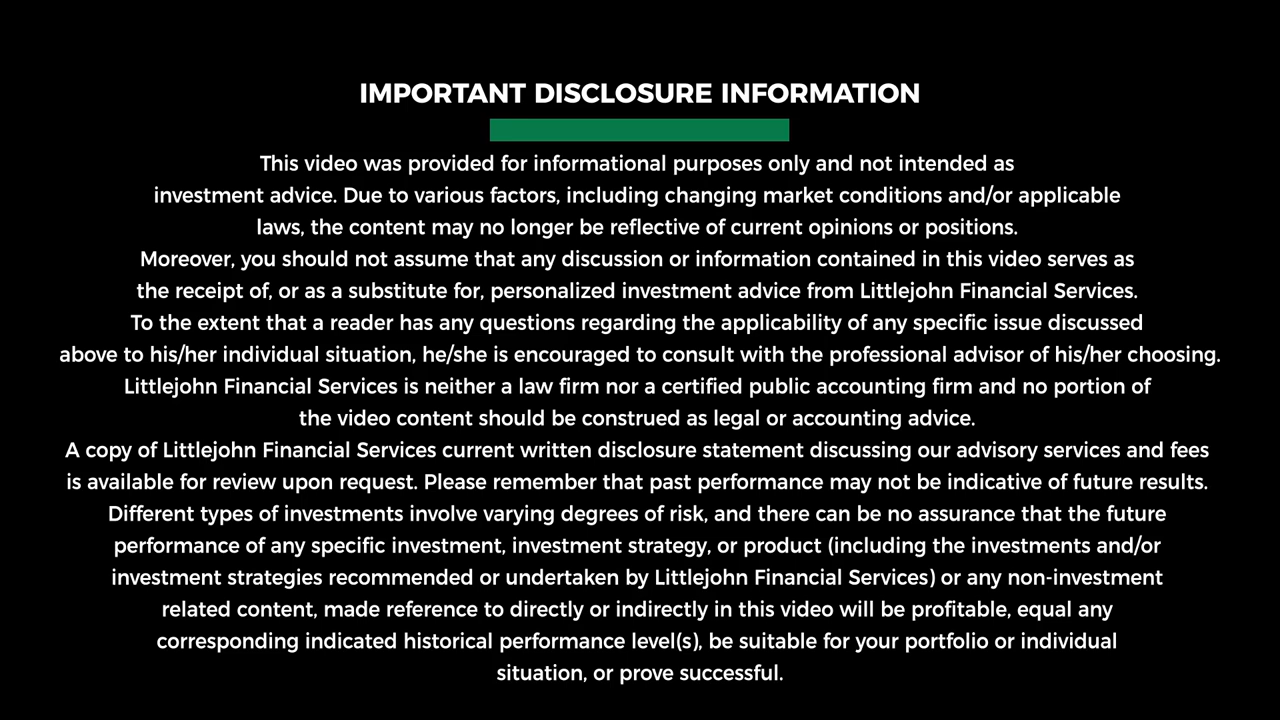 IMPORTANT DISCLOSURE INFORMATION
This video was provided for informational purposes only and not intended as
investment advice. Due to various factors, including changing market conditions and/or applicable
laws, the content may no longer be reflective of current opinions or positions.
Moreover, you should not assume that any discussion or information contained in this video serves as
the receipt of, or as a substitute for, personalized investment advice from Littlejohn Financial Services.
To the extent that a reader has any questions regarding the applicability of any specific issue discussed
above to his/her individual situation, he/she is encouraged to consult with the professional advisor of his/her choosing.
Littlejohn Financial Services is neither a law firm nor a certified public accounting firm and no portion of
the video content should be construed as legal or accounting advice.
A copy of Littlejohn Financial Services current written disclosure statement discussing our advisory services and fees
is available for review upon request. Please remember that past performance may not be indicative of future results.
Different types of investments involve varying degrees of risk, and there can be no assurance that the future
performance of any specific investment, investment strategy, or product (including the investments and/or
investment strategies recommended or undertaken by Littlejohn Financial Services) or any non-investment
related content, made reference to directly or indirectly in this video will be profitable, equal any
corresponding indicated historical performance level(s), be suitable for your portfolio or individual
situation, or prove successful.